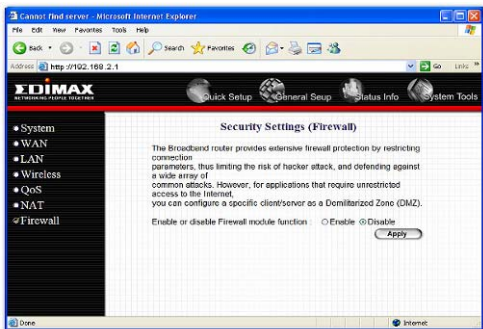 Cannot find server - Microsoft Internet Explorer
File Edit View Favorites Tools Help
Back Search Favorites
Address http://192.168.2.1 Go Links
EDIMAX
NETWORKING PEOPLE TOGETHER
Quick Setup General Seup Status Info System Tools
System
WAN
LAN
Wireless
QoS
NAT
Firewall
Security Settings (Firewall)
The Broadband router provides extensive firewall protection by restricting
connection
parameters, thus limiting the risk of hacker attack, and defending against
a wide array of
common attacks. However, for applications that require unrestricted
access to the Internet,
you can configure a specific client/server as a Demilitarized Zone (DMZ).
Enable or disable Firewall module function : Enable Disable
Apply
Done Internet